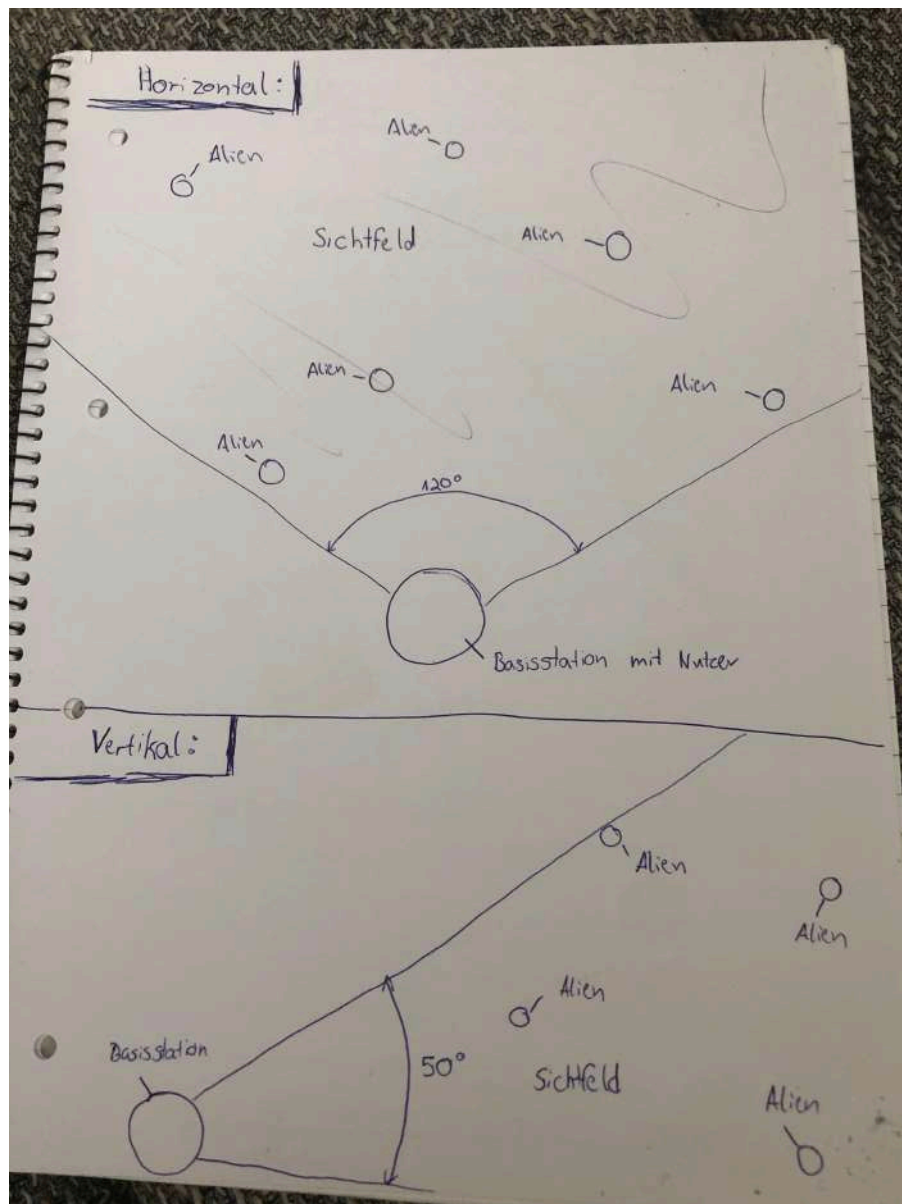 Horizontal:
Alien
Alien
Sichtfeld
Alien
Alien
Alien
Alien
120°
Basisstation mit Nutzer
Vertikal:
Alien
Alien
Alien
Basisstation
50°
Sichtfeld
Alien